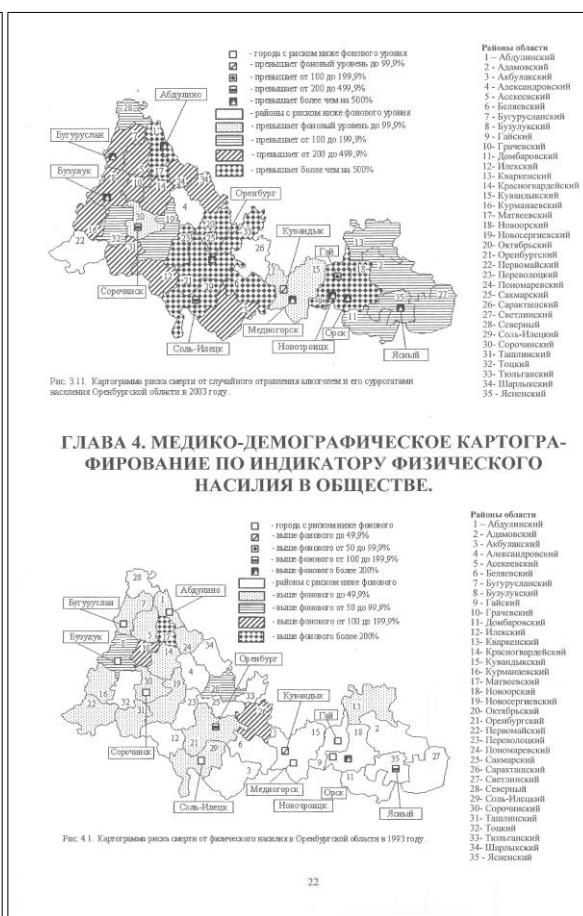 - города с риском ниже фонового уровня
- превышает фоновый уровень до 99,9%
- превышает от 100 до 199,9%
- превышает от 200 до 499,9%
- превышает более чем на 500%
- районы с риском ниже фонового уровня
- превышает фоновый уровень до 99,9%
- превышает от 100 до 199,9%
- превышает от 200 до 499,9%
- превышает более чем на 500%
Абдулино
Бугуруслан
Бузулук
Оренбург
Кувандык
Гай
Сорочинск
Медногорск
Орск
Ясный
Соль-Илецк
Новотроицк
Районы области
1 – Абдулинский
2 - Адамовский
3 - Акбулакский
4 - Александровский
5 - Асекеевский
6 - Беляевский
7 - Бугурусланский
8 - Бузулукский
9 - Гайский
10- Грачевский
11- Домбаровский
12- Илекский
13- Кваркенский
14- Красногвардейский
15- Кувандыкский
16- Курманаевский
17- Матвеевский
18- Новоорский
19- Новосергиевский
20- Октябрьский
21- Оренбургский
22- Первомайский
23- Переволоцкий
24- Пономаревский
25- Сакмарский
26- Саракташский
27- Светлинский
28- Северный
29- Соль-Илецкий
30- Сорочинский
31- Ташлинский
32- Тоцкий
33- Тюльганский
34- Шарлыкский
35 - Ясненский
Рис. 3.11. Картограмма риска смерти от случайного отравления алкоголем и его суррогатами
населения Оренбургской области в 2003 году.
ГЛАВА 4. МЕДИКО-ДЕМОГРАФИЧЕСКОЕ КАРТОГРА-
ФИРОВАНИЕ ПО ИНДИКАТОРУ ФИЗИЧЕСКОГО
НАСИЛИЯ В ОБЩЕСТВЕ.
- города с риском ниже фонового
- выше фонового до 49,9%
- выше фонового от 50 до 99,9%
- выше фонового от 100 до 199,9%
- выше фонового более 200%
- районы с риском ниже фонового
- выше фонового до 49,9%
- выше фонового от 50 до 99,9%
- выше фонового от 100 до 199,9%
- выше фонового более 200%
Абдулино
Бугуруслан
Бузулук
Оренбург
Кувандык
Гай
Сорочинск
Медногорск
Орск
Ясный
Соль-Илецк
Новотроицк
Районы области
1 – Абдулинский
2 - Адамовский
3 - Акбулакский
4 - Александровский
5 - Асекеевский
6 - Беляевский
7 - Бугурусланский
8 - Бузулукский
9 - Гайский
10- Грачевский
11- Домбаровский
12- Илекский
13- Кваркенский
14- Красногвардейский
15- Кувандыкский
16- Курманаевский
17- Матвеевский
18- Новоорский
19- Новосергиевский
20- Октябрьский
21- Оренбургский
22- Первомайский
23- Переволоцкий
24- Пономаревский
25- Сакмарский
26- Саракташский
27- Светлинский
28- Северный
29- Соль-Илецкий
30- Сорочинский
31- Ташлинский
32- Тоцкий
33- Тюльганский
34- Шарлыкский
35 - Ясненский
Рис. 4.1. Картограмма риска смерти от физического насилия в Оренбургской области в 1993 году.
22